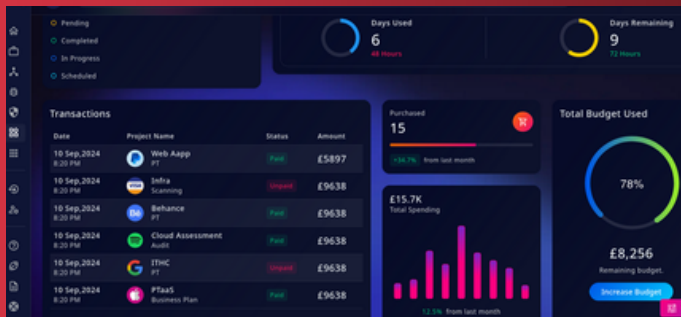 Pending
Completed
In Progress
Scheduled
Days Used
6
48 Hours
Days Remaining
9
72 Hours
Transactions
Date Project Name Status Amount
10 Sep,2024 Web Aapp Paid £5897
8:20 PM PT
10 Sep,2024 Infra Unpaid £9638
8:20 PM Scanning
VISA
10 Sep,2024 Behance Paid £9638
8:20 PM PT
Bē
10 Sep,2024 Cloud Assessment Paid £9638
8:20 PM Audit
10 Sep,2024 ITHC Unpaid £9638
8:20 PM PT
10 Sep,2024 PTaaS Paid £9638
8:20 PM Business Plan
Purchased
15
+34.7% from last month
£15.7K
Total Spending
12.5% from last month
Total Budget Used
78%
£8,256
Remaining budget.
Increase Budget